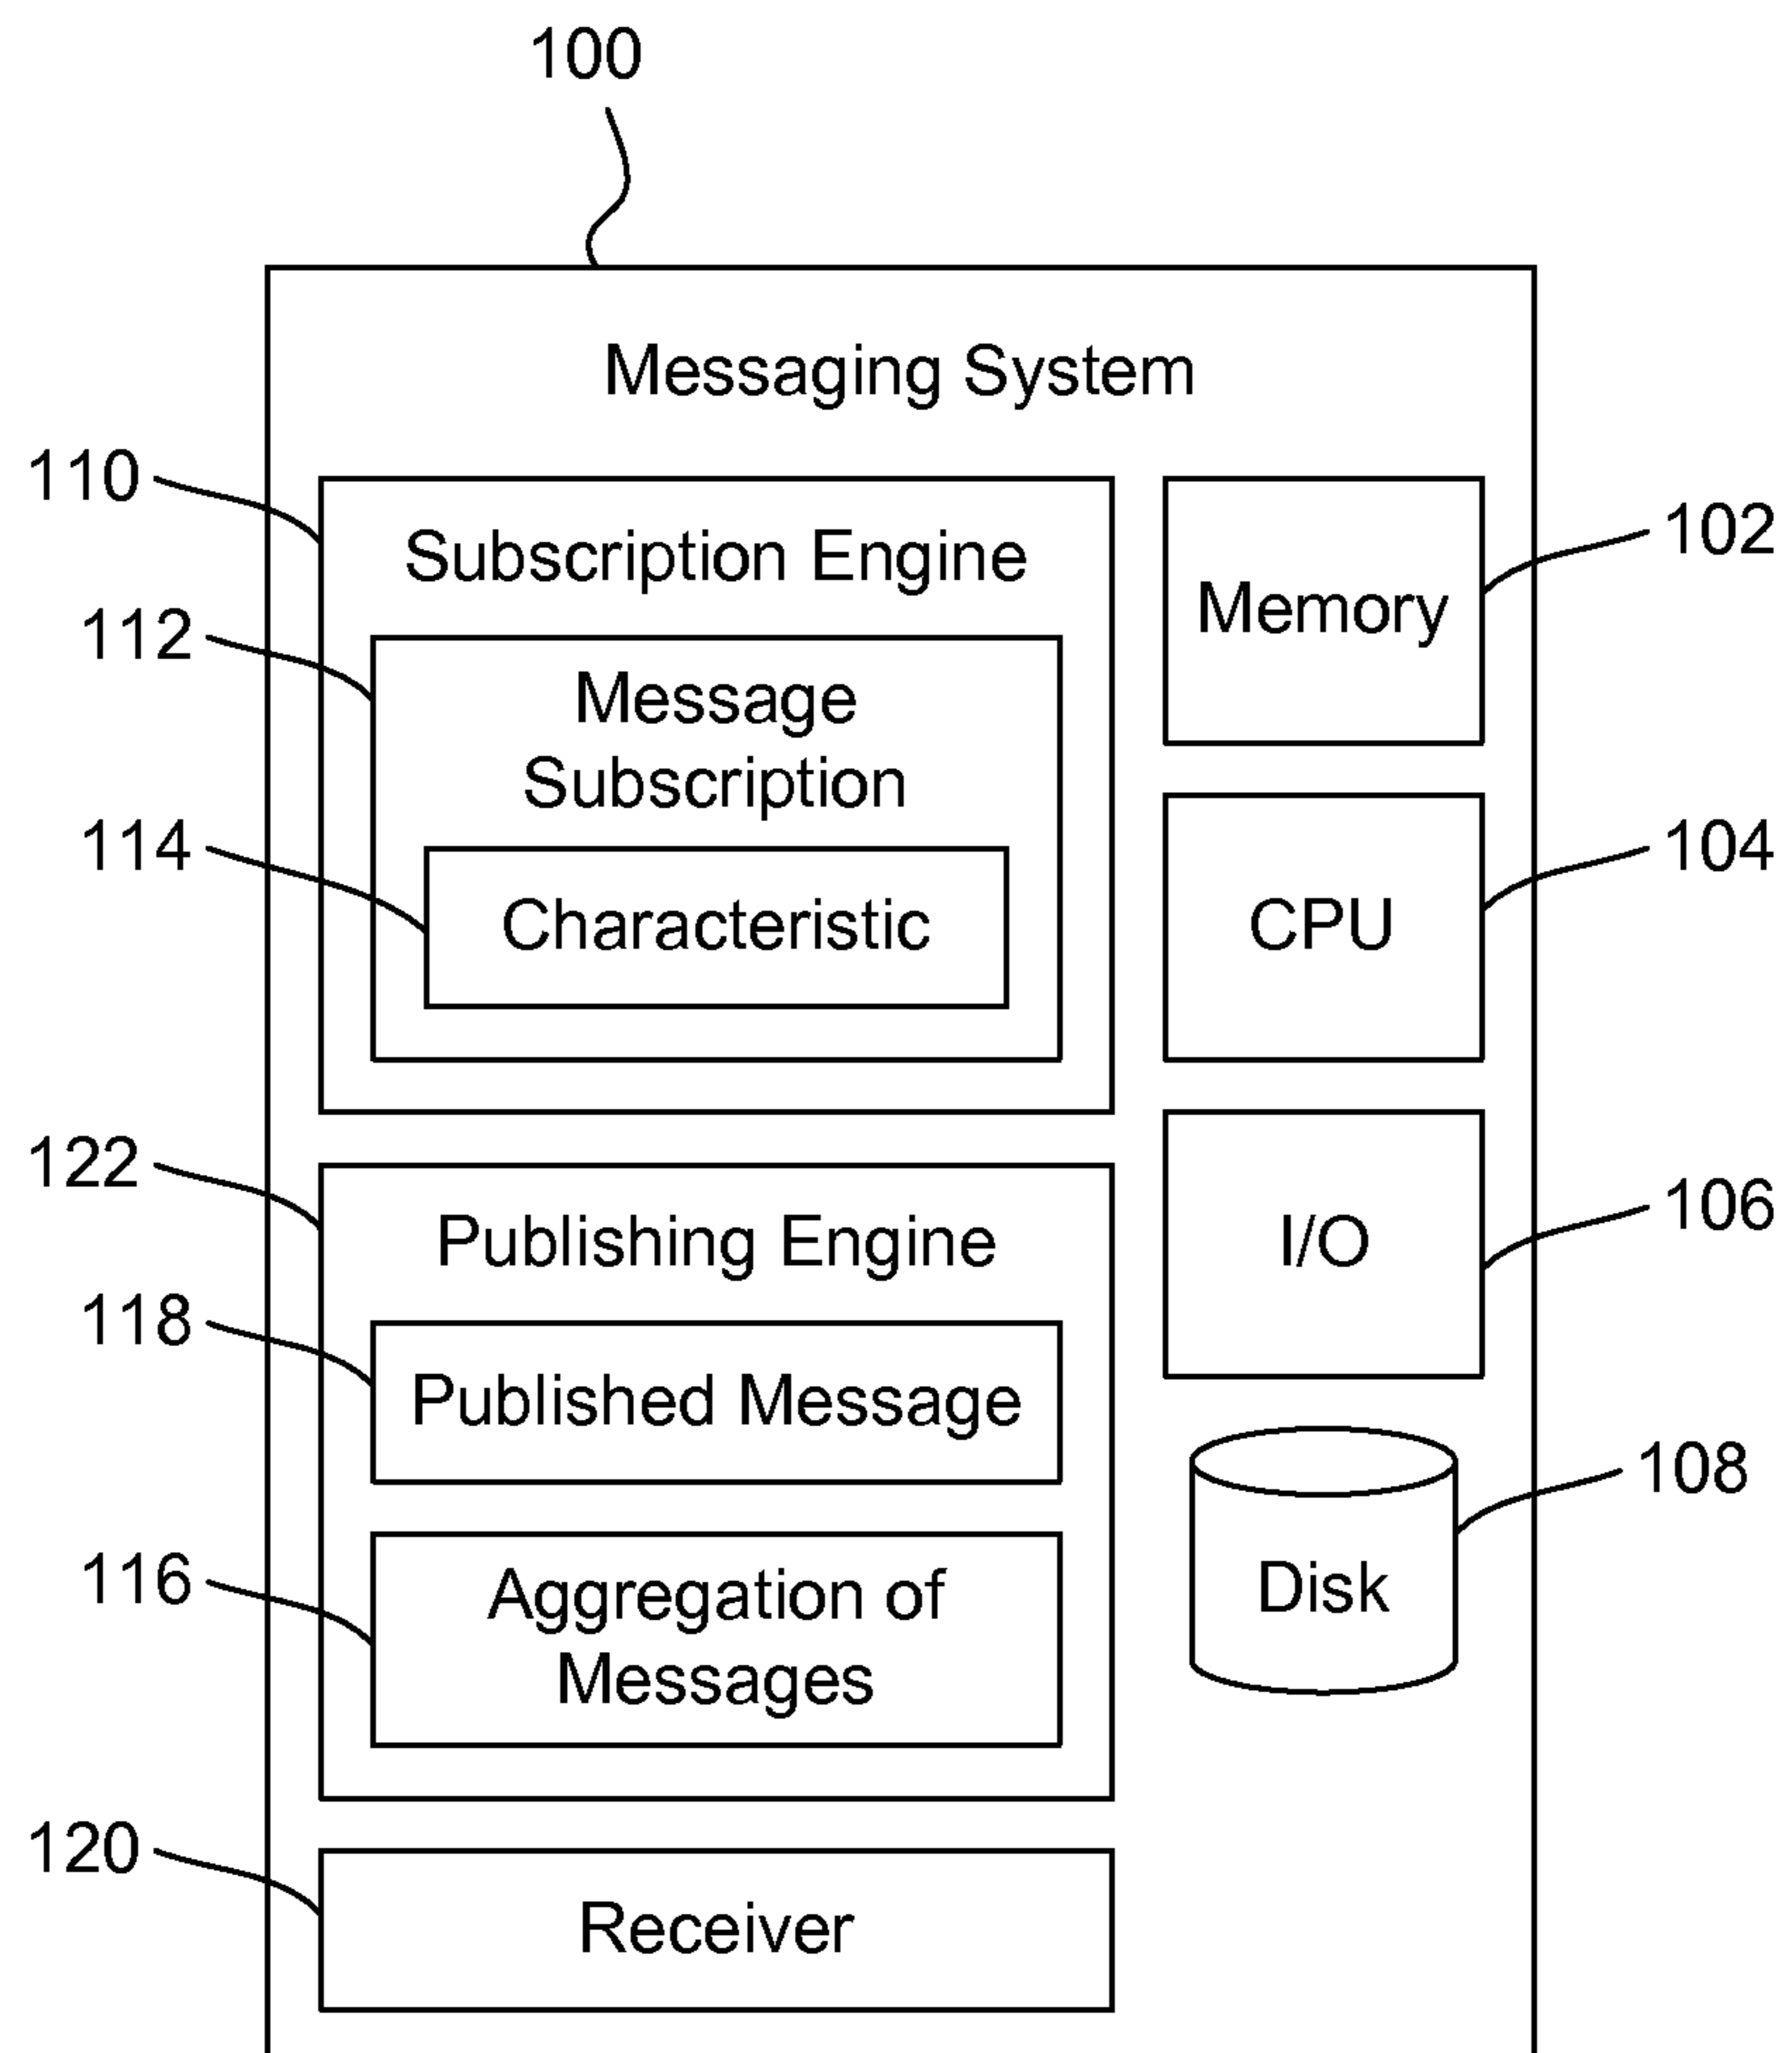 100
Messaging System
110
Subscription Engine
102
Memory
112
Message
Subscription
114
Characteristic
104
CPU
122
Publishing Engine
106
I/O
118
Published Message
108
Disk
116
Aggregation of
Messages
120
Receiver